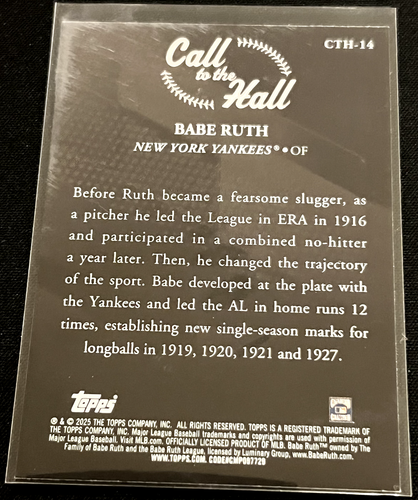 CTH-14
Call
to the
Hall
BABE RUTH
NEW YORK YANKEES® • OF
Before Ruth became a fearsome slugger, as
a pitcher he led the League in ERA in 1916
and participated in a combined no-hitter
a year later. Then, he changed the trajectory
of the sport. Babe developed at the plate with
the Yankees and led the AL in home runs 12
times, establishing new single-season marks for
longballs in 1919, 1920, 1921 and 1927.
Topps
® & © 2025 THE TOPPS COMPANY, INC. ALL RIGHTS RESERVED. TOPPS IS A REGISTERED TRADEMARK OF
THE TOPPS COMPANY, INC. Major League Baseball trademarks and copyrights are used with permission of
Major League Baseball. Visit MLB.com. OFFICIALLY LICENSED PRODUCT OF MLB. Babe Ruth™ owned by The
Family of Babe Ruth and the Babe Ruth League, licensed by Luminary Group, www.BabeRuth.com.
WWW.TOPPS.COM. CODE#CMP087729